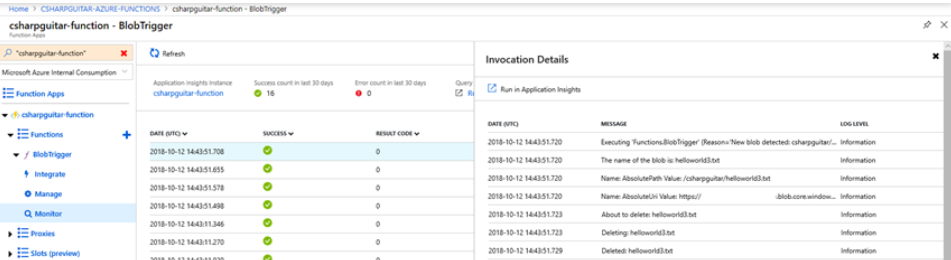 Home > CSHARPGUITAR-AZURE-FUNCTIONS > csharpguitar-function - BlobTrigger
csharpguitar-function - BlobTrigger
Function Apps
"csharpguitar-function"
Microsoft Azure Internal Consumption
Function Apps
csharpguitar-function
Functions
BlobTrigger
Integrate
Manage
Monitor
Proxies
Slots (preview)
Refresh
Application Insights Instance
csharpguitar-function
Success count in last 30 days
16
Error count in last 30 days
0
Query
DATE (UTC) SUCCESS RESULT CODE
2018-10-12 14:43:51.708 0
2018-10-12 14:43:51.655 0
2018-10-12 14:43:51.578 0
2018-10-12 14:43:51.498 0
2018-10-12 14:43:11.346 0
2018-10-12 14:43:11.270 0
Invocation Details
Run in Application Insights
DATE (UTC) MESSAGE LOG LEVEL
2018-10-12 14:43:51.720 Executing 'Functions.BlobTrigger' (Reason='New blob detected: csharpguitar/... Information
2018-10-12 14:43:51.720 The name of the blob is: helloworld3.txt Information
2018-10-12 14:43:51.720 Name: AbsolutePath Value: /csharpguitar/helloworld3.txt Information
2018-10-12 14:43:51.720 Name: AbsoluteUri Value: https:// .blob.core.window... Information
2018-10-12 14:43:51.723 About to delete: helloworld3.txt Information
2018-10-12 14:43:51.723 Deleting: helloworld3.txt Information
2018-10-12 14:43:51.729 Deleted: helloworld3.txt Information